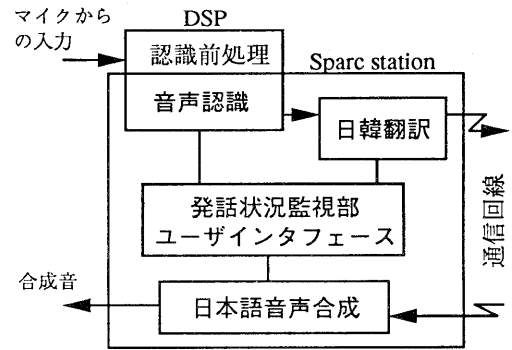 マイクから
の入力
DSP
認識前処理
Sparc station
音声認識
日韓翻訳
発話状況監視部
ユーザインタフェース
通信回線
合成音
日本語音声合成